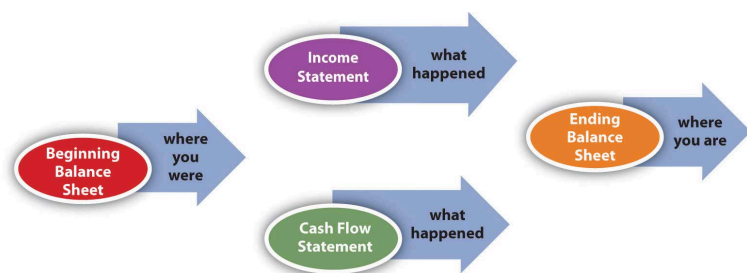 Beginning
Balance
Sheet
where
you
were
Income
Statement
what
happened
Cash Flow
Statement
what
happened
Ending
Balance
Sheet
where
you are